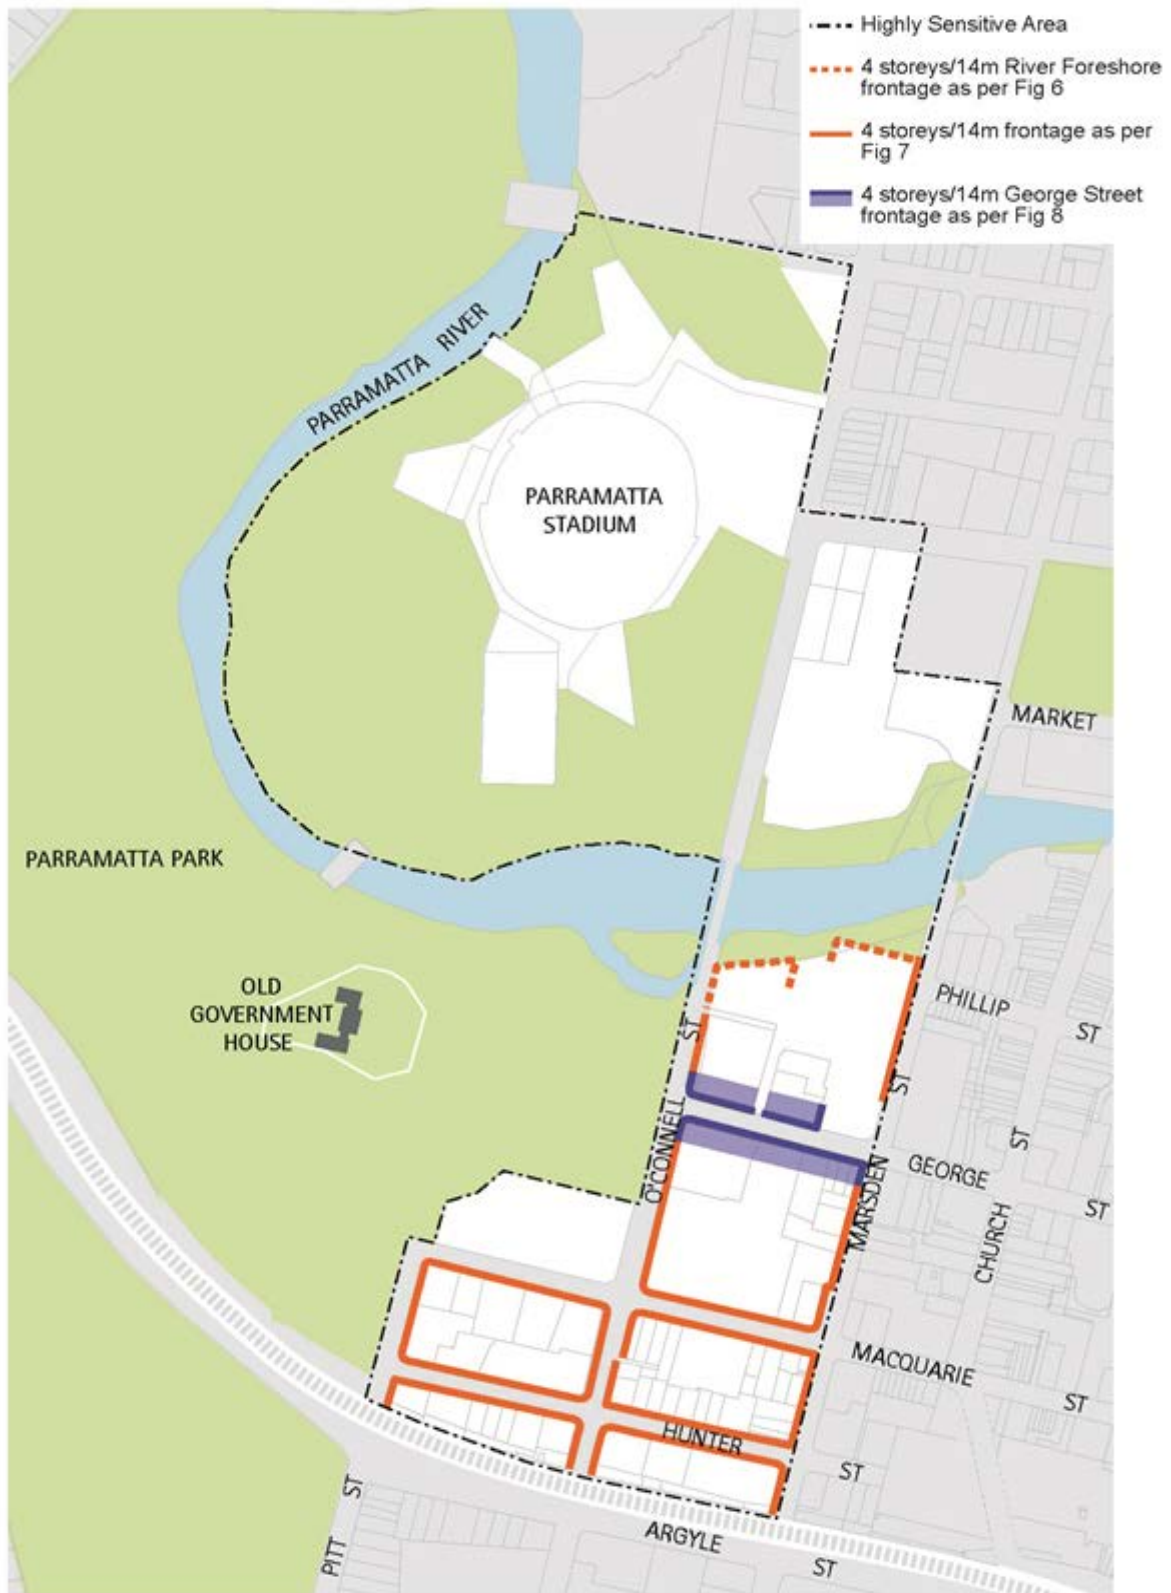 Highly Sensitive Area
4 storeys/14m River Foreshore
frontage as per Fig 6
4 storeys/14m frontage as per
Fig 7
4 storeys/14m George Street
frontage as per Fig 8
PARRAMATTA RIVER
PARRAMATTA
STADIUM
MARKET
PARRAMATTA PARK
OLD
GOVERNMENT
HOUSE
PHILLIP ST
O'CONNELL ST
MARSDEN ST
GEORGE ST
CHURCH ST
MACQUARIE ST
HUNTER ST
PITT ST
ARGYLE ST